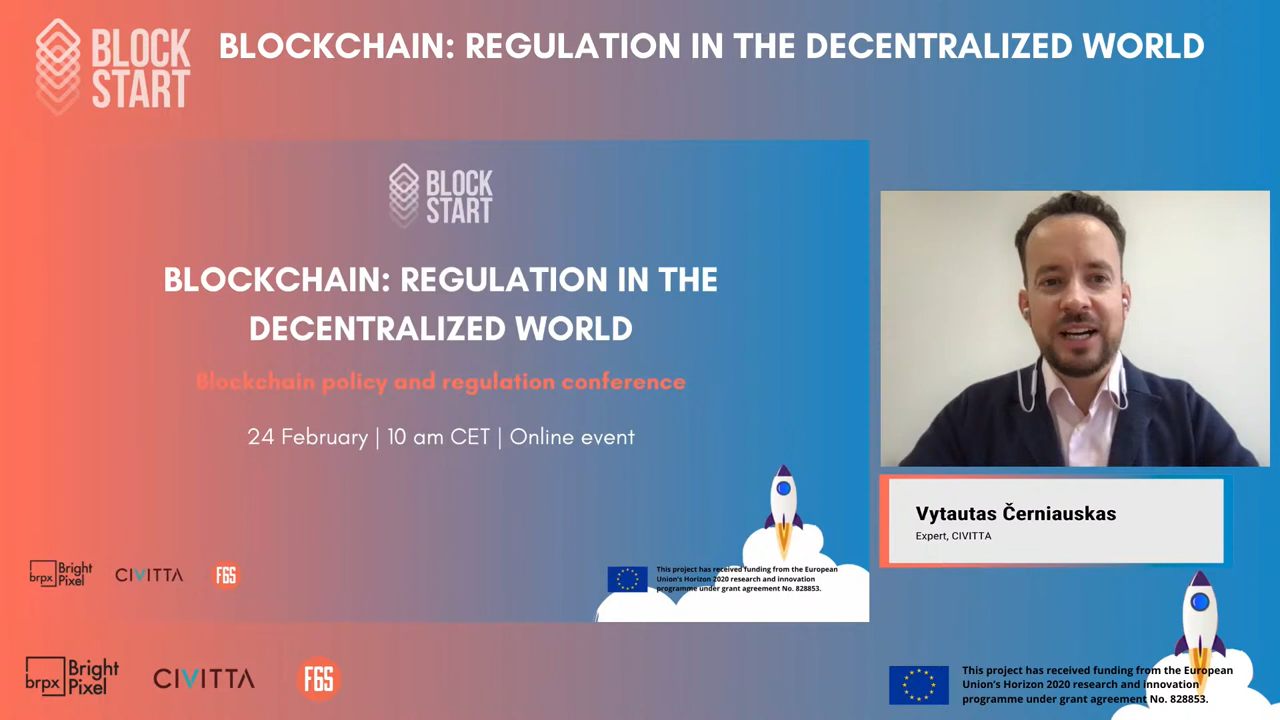 BLOCK
START
BLOCKCHAIN: REGULATION IN THE DECENTRALIZED WORLD
BLOCK
START
BLOCKCHAIN: REGULATION IN THE
DECENTRALIZED WORLD
Blockchain policy and regulation conference
24 February | 10 am CET | Online event
brpx
Bright
Pixel
CIVITTA
F6S
This project has received funding from the European
Union's Horizon 2020 research and innovation
programme under grant agreement No. 828853.
Vytautas Černiauskas
Expert, CIVITTA
brpx
Bright
Pixel
CIVITTA
F6S
This project has received funding from the European
Union's Horizon 2020 research and innovation
programme under grant agreement No. 828853.